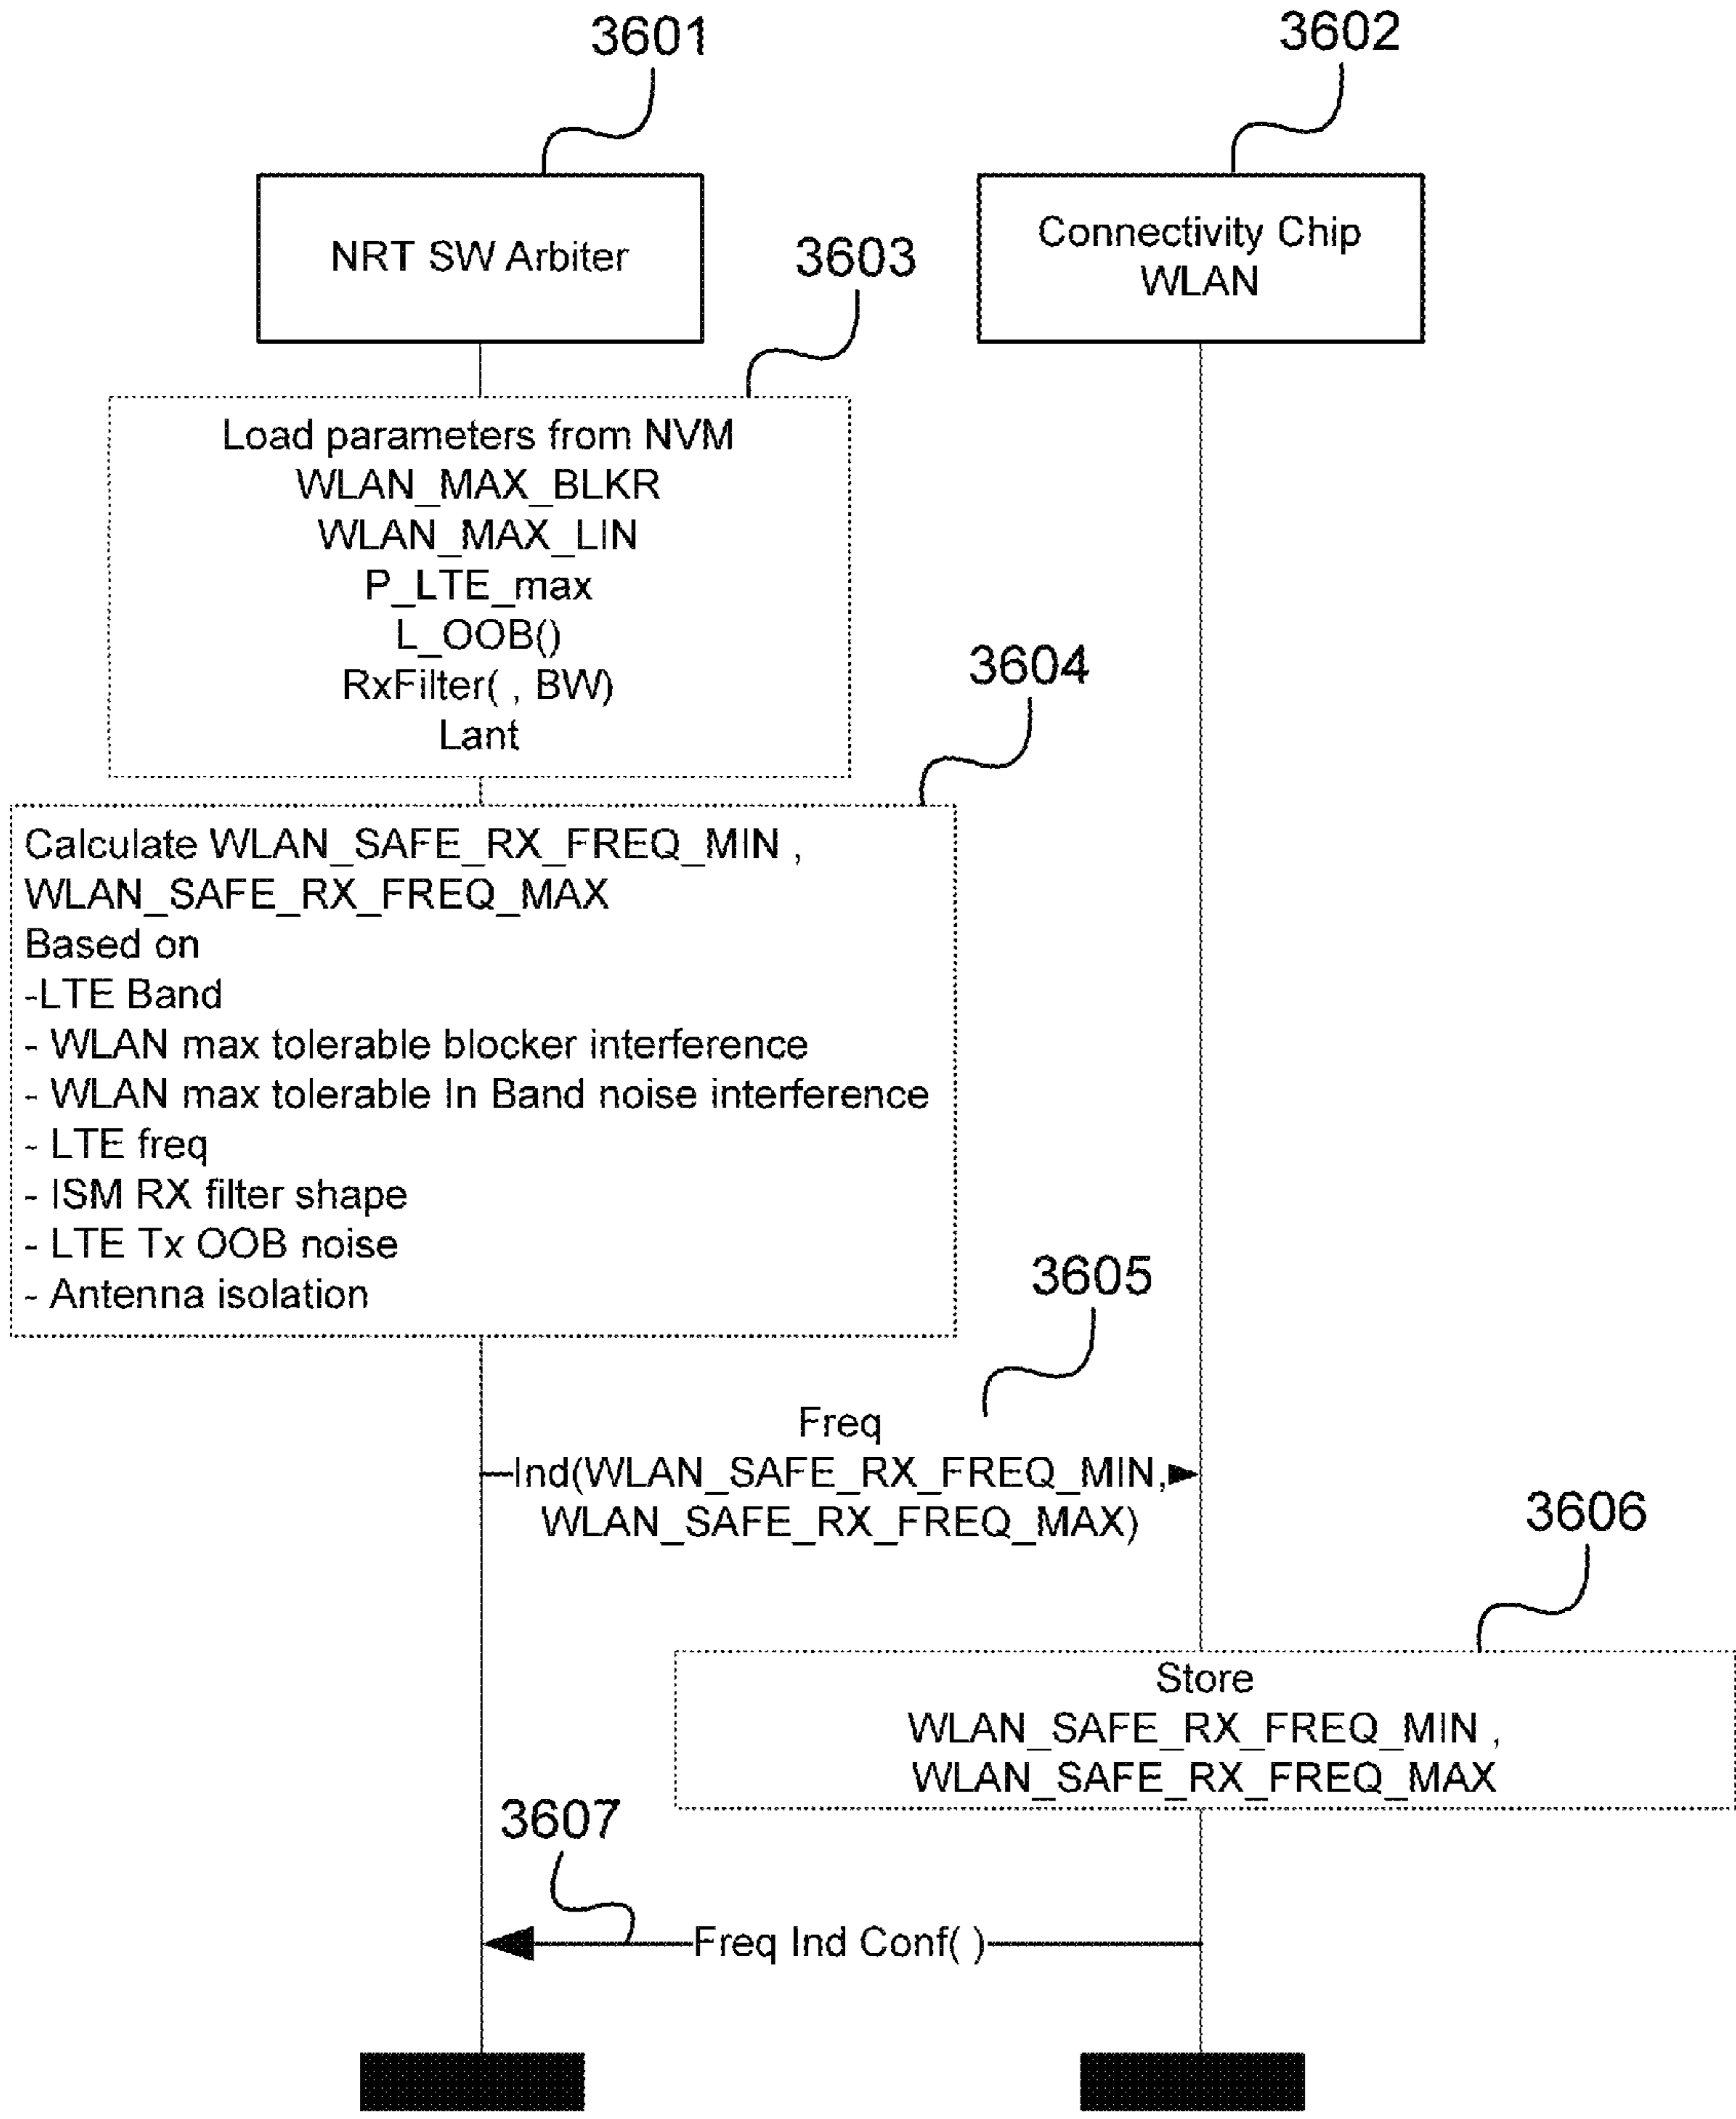 3601
3602
NRT SW Arbiter
Connectivity Chip
WLAN
3603
Load parameters from NVM
WLAN_MAX_BLKR
WLAN_MAX_LIN
P_LTE_max
L_OOB()
RxFilter( , BW)
Lant
3604
Calculate WLAN_SAFE_RX_FREQ_MIN ,
WLAN_SAFE_RX_FREQ_MAX
Based on
-LTE Band
- WLAN max tolerable blocker interference
- WLAN max tolerable In Band noise interference
- LTE freq
- ISM RX filter shape
- LTE Tx OOB noise
- Antenna isolation
3605
Freq
Ind(WLAN_SAFE_RX_FREQ_MIN,
WLAN_SAFE_RX_FREQ_MAX)
3606
Store
WLAN_SAFE_RX_FREQ_MIN ,
WLAN_SAFE_RX_FREQ_MAX
3607
Freq Ind Conf( )